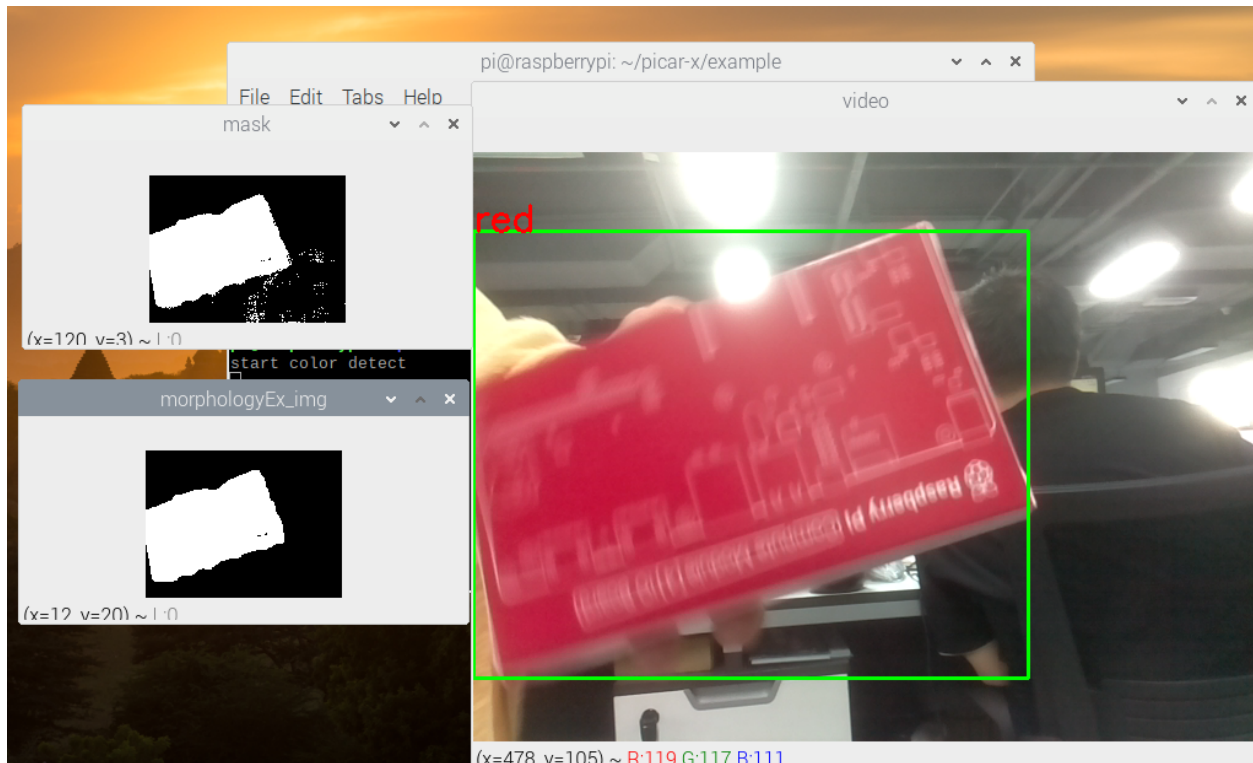 pi@raspberrypi: ~/picar-x/example
File Edit Tabs Help
video
mask
red
(x=120, y=3) ~ L:0
start color detect
morphologyEx_img
Raspberry Pi
(x=12, y=20) ~ L:0
(x=478, y=105) ~ R:119 G:117 B:111